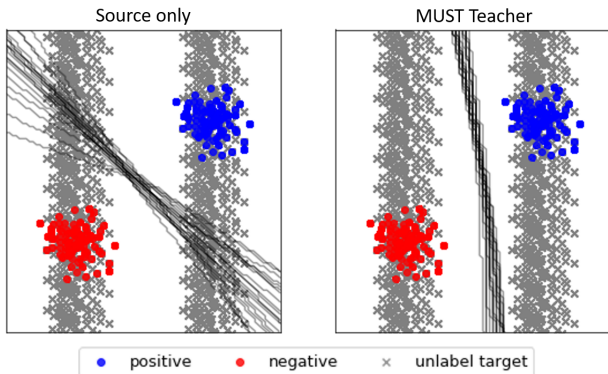 Source only
MUST Teacher
positive
negative
unlabel target